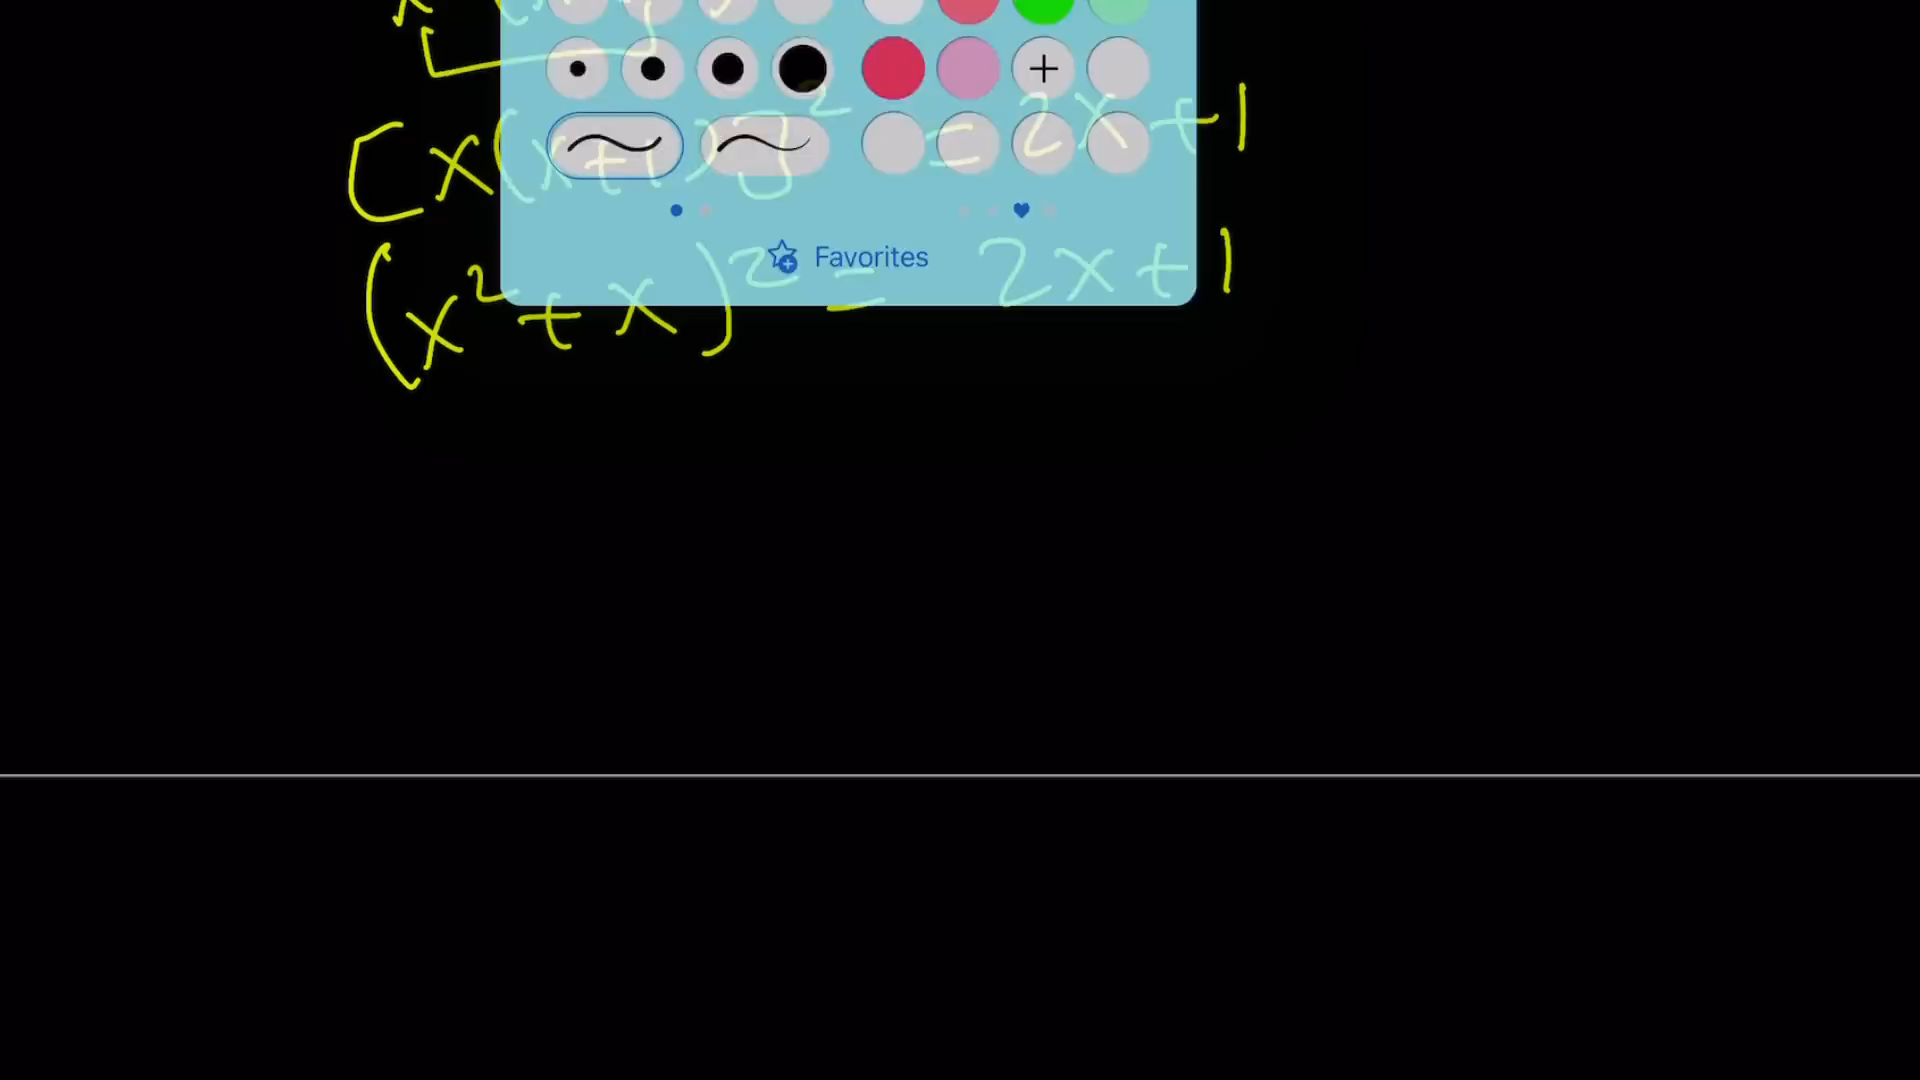 [x(x+1)]² = 2x+1
Favorites
(x²+x)² = 2x+1